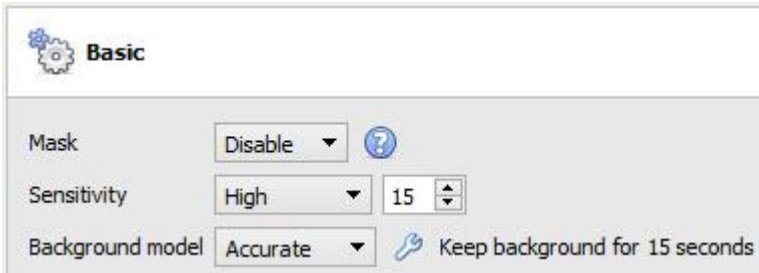 Basic
Mask Disable ?
Sensitivity High 15
Background model Accurate Keep background for 15 seconds